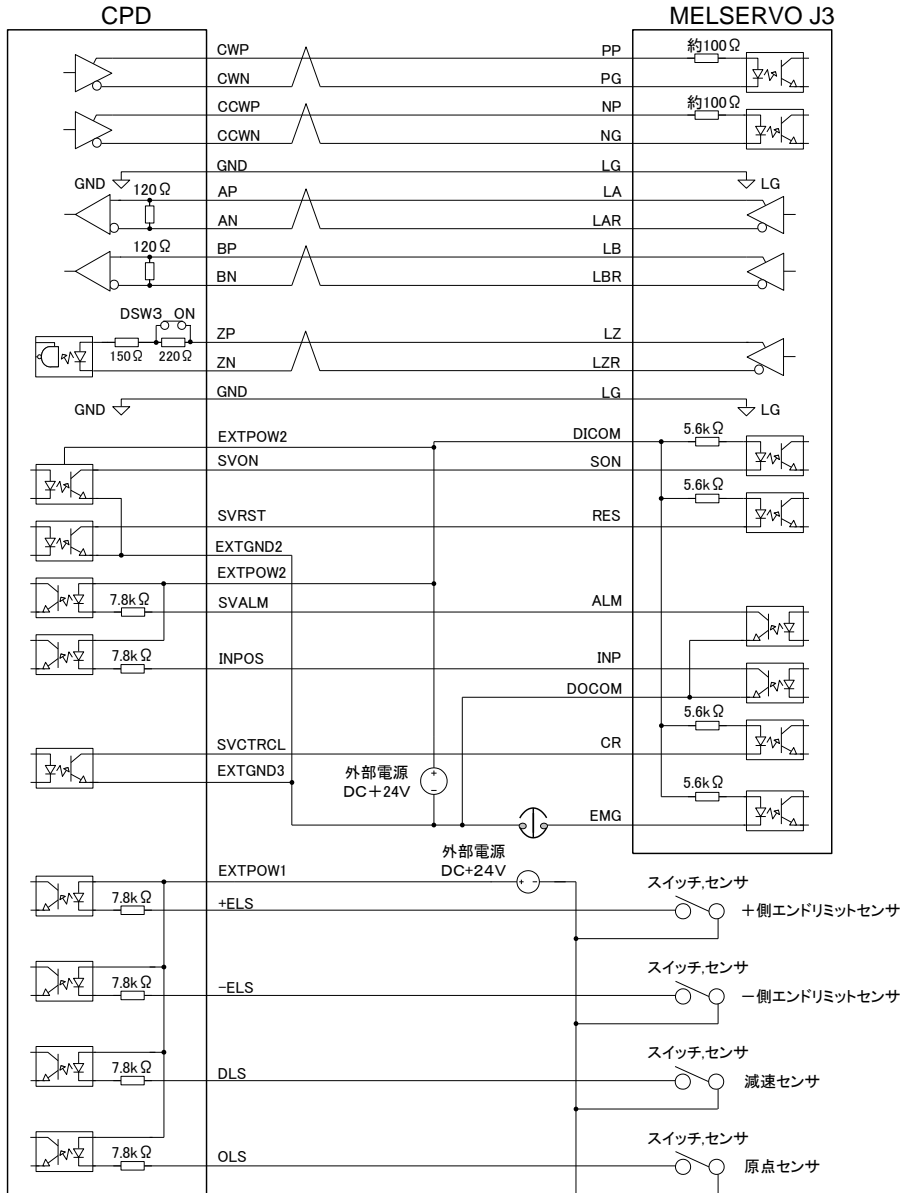 CPD
MELSERVO J3
CWP
PP
約100Ω
CWN
PG
CCWP
NP
約100Ω
CCWN
NG
GND
LG
GND
LG
120Ω
AP
LA
AN
LAR
120Ω
BP
LB
BN
LBR
DSW3 ON
ZP
LZ
150Ω
220Ω
ZN
LZR
GND
LG
GND
LG
EXTPOW2
DICOM
5.6kΩ
SVON
SON
5.6kΩ
SVRST
RES
EXTGND2
EXTPOW2
7.8kΩ
SVALM
ALM
7.8kΩ
INPOS
INP
DOCOM
5.6kΩ
SVCTRCL
CR
EXTGND3
外部電源
DC+24V
+
-
5.6kΩ
EMG
外部電源
DC+24V
EXTPOW1
+ -
スイッチ,センサ
7.8kΩ
+ELS
+側エンドリミットセンサ
スイッチ,センサ
7.8kΩ
-ELS
-側エンドリミットセンサ
スイッチ,センサ
7.8kΩ
DLS
減速センサ
スイッチ,センサ
7.8kΩ
OLS
原点センサ